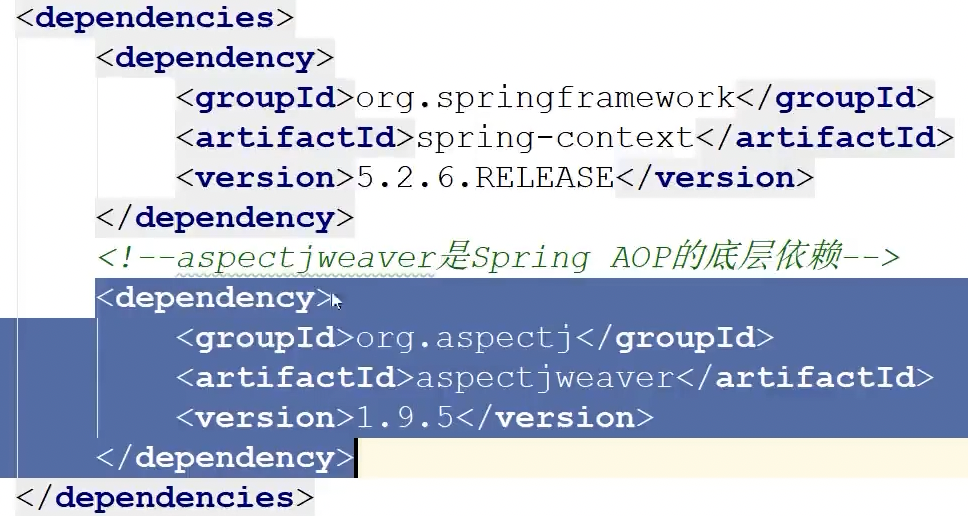 <dependencies>
<dependency>
<groupId>org.springframework</groupId>
<artifactId>spring-context</artifactId>
<version>5.2.6.RELEASE</version>
</dependency>
<!--aspectjweaver是Spring AOP的底层依赖-->
<dependency>
<groupId>org.aspectj</groupId>
<artifactId>aspectjweaver</artifactId>
<version>1.9.5</version>
</dependency>
</dependencies>